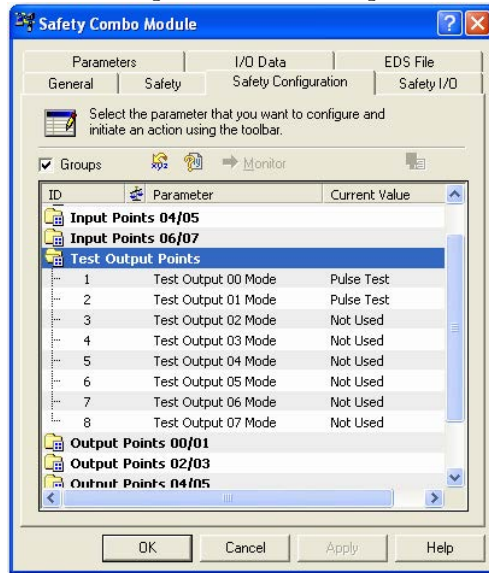 Safety Combo Module
Parameters I/O Data EDS File
General Safety Safety Configuration Safety I/O
Select the parameter that you want to configure and
initiate an action using the toolbar.
Groups xyz Monitor
ID Parameter Current Value
Input Points 04/05
Input Points 06/07
Test Output Points
1 Test Output 00 Mode Pulse Test
2 Test Output 01 Mode Pulse Test
3 Test Output 02 Mode Not Used
4 Test Output 03 Mode Not Used
5 Test Output 04 Mode Not Used
6 Test Output 05 Mode Not Used
7 Test Output 06 Mode Not Used
8 Test Output 07 Mode Not Used
Output Points 00/01
Output Points 02/03
Output Points 04/05
OK Cancel Apply Help